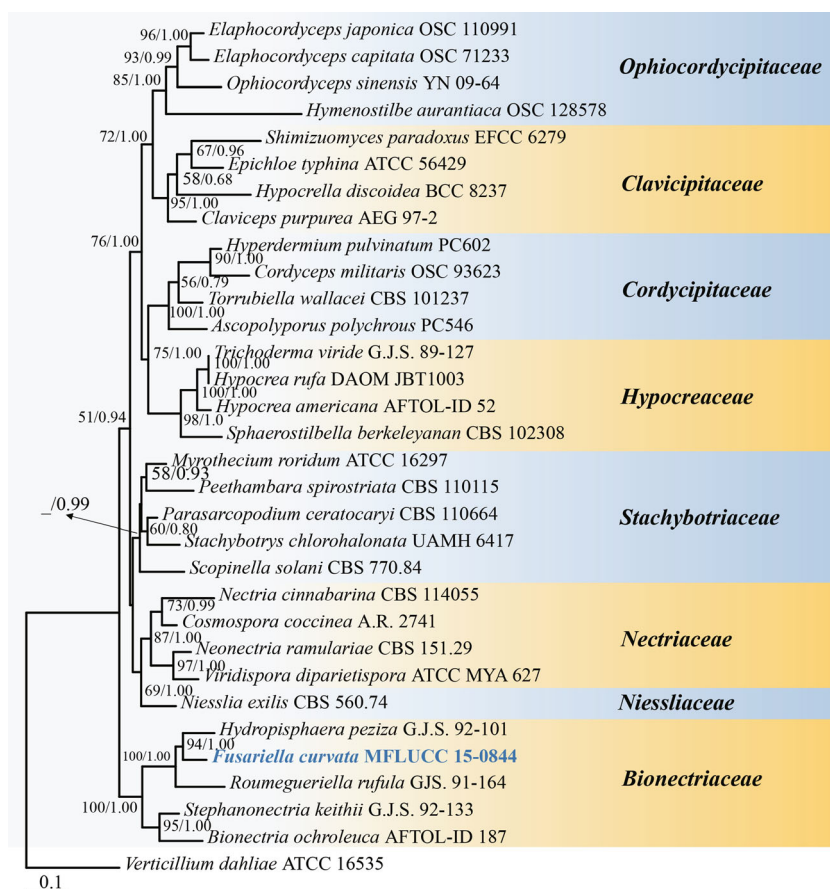 96/1.00
Elaphocordyceps japonica OSC 110991
93/0.99
Elaphocordyceps capitata OSC 71233
85/1.00
Ophiocordyceps sinensis YN 09-64
Hymenostilbe aurantiaca OSC 128578
Ophiocordycipitaceae
72/1.00
Shimizuomyces paradoxus EFCC 6279
67/0.96
Epichloe typhina ATCC 56429
58/0.68
Hypocrella discoidea BCC 8237
95/1.00
Claviceps purpurea AEG 97-2
Clavicipitaceae
76/1.00
Hyperdermium pulvinatum PC602
90/1.00
Cordyceps militaris OSC 93623
56/0.79
Torrubiella wallacei CBS 101237
100/1.00
Ascopolyporus polychrous PC546
Cordycipitaceae
75/1.00
Trichoderma viride G.J.S. 89-127
100/1.00
Hypocrea rufa DAOM JBT1003
100/1.00
Hypocrea americana AFTOL-ID 52
98/1.0
Sphaerostilbella berkeleyanan CBS 102308
Hypocreaceae
51/0.94
Myrothecium roridum ATCC 16297
58/0.93
Peethambara spirostriata CBS 110115
_/0.99
Parasarcopodium ceratocaryi CBS 110664
60/0.80
Stachybotrys chlorohalonata UAMH 6417
Scopinella solani CBS 770.84
Stachybotriaceae
Nectria cinnabarina CBS 114055
73/0.99
Cosmospora coccinea A.R. 2741
87/1.00
Neonectria ramulariae CBS 151.29
97/1.00
Viridispora diparietispora ATCC MYA 627
Nectriaceae
69/1.00
Niesslia exilis CBS 560.74
Niessliaceae
Hydropisphaera peziza G.J.S. 92-101
94/1.00
100/1.00
Fusariella curvata MFLUCC 15-0844
Roumegueriella rufula GJS. 91-164
100/1.00
Stephanonectria keithii G.J.S. 92-133
95/1.00
Bionectria ochroleuca AFTOL-ID 187
Bionectriaceae
Verticillium dahliae ATCC 16535
0.1